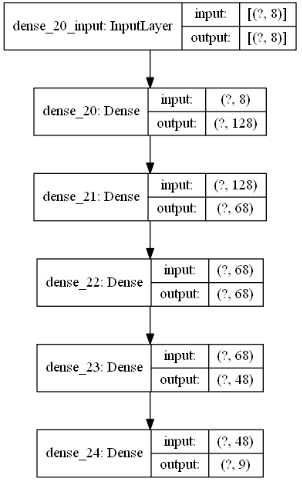 dense_20_input: InputLayer
input: [(?, 8)]
output: [(?, 8)]
dense_20: Dense
input: (?, 8)
output: (?, 128)
dense_21: Dense
input: (?, 128)
output: (?, 68)
dense_22: Dense
input: (?, 68)
output: (?, 68)
dense_23: Dense
input: (?, 68)
output: (?, 48)
dense_24: Dense
input: (?, 48)
output: (?, 9)